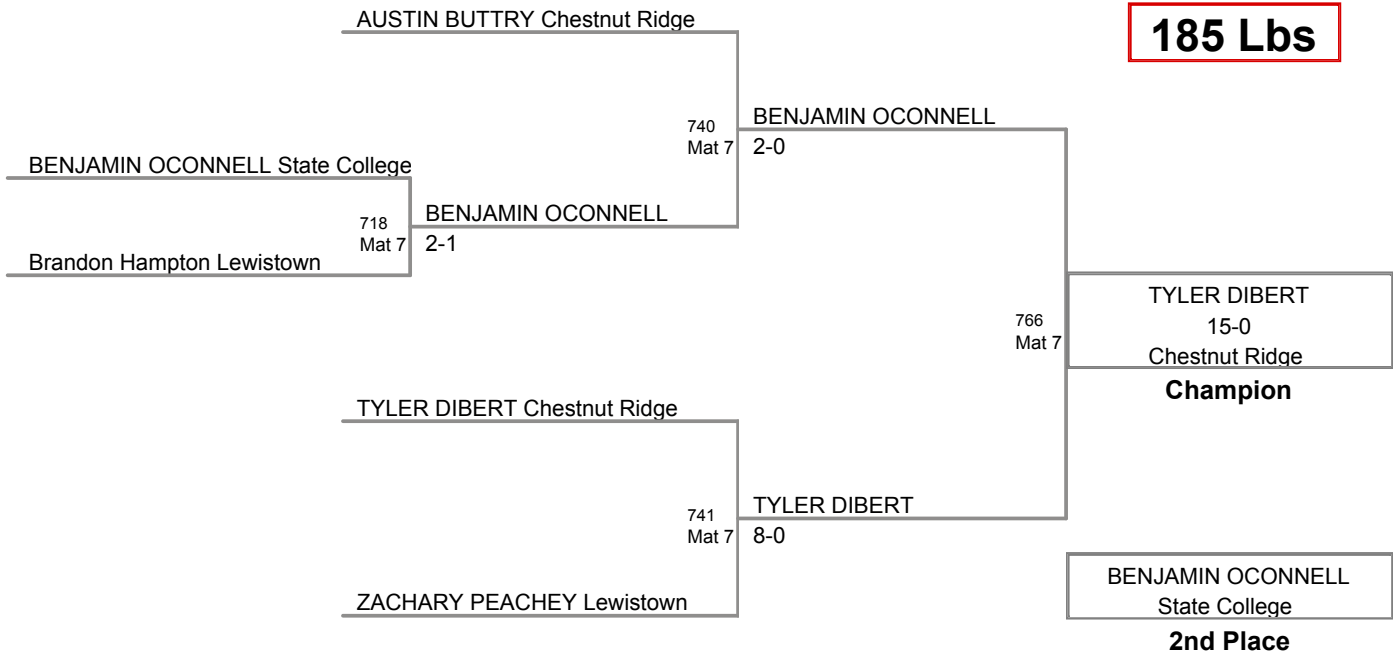 AUSTIN BUTTRY Chestnut Ridge
185 Lbs
740
Mat 7
BENJAMIN OCONNELL
2-0
BENJAMIN OCONNELL State College
718
Mat 7
BENJAMIN OCONNELL
2-1
Brandon Hampton Lewistown
766
Mat 7
TYLER DIBERT
15-0
Chestnut Ridge
Champion
TYLER DIBERT Chestnut Ridge
741
Mat 7
TYLER DIBERT
8-0
ZACHARY PEACHEY Lewistown
BENJAMIN OCONNELL
State College
2nd Place